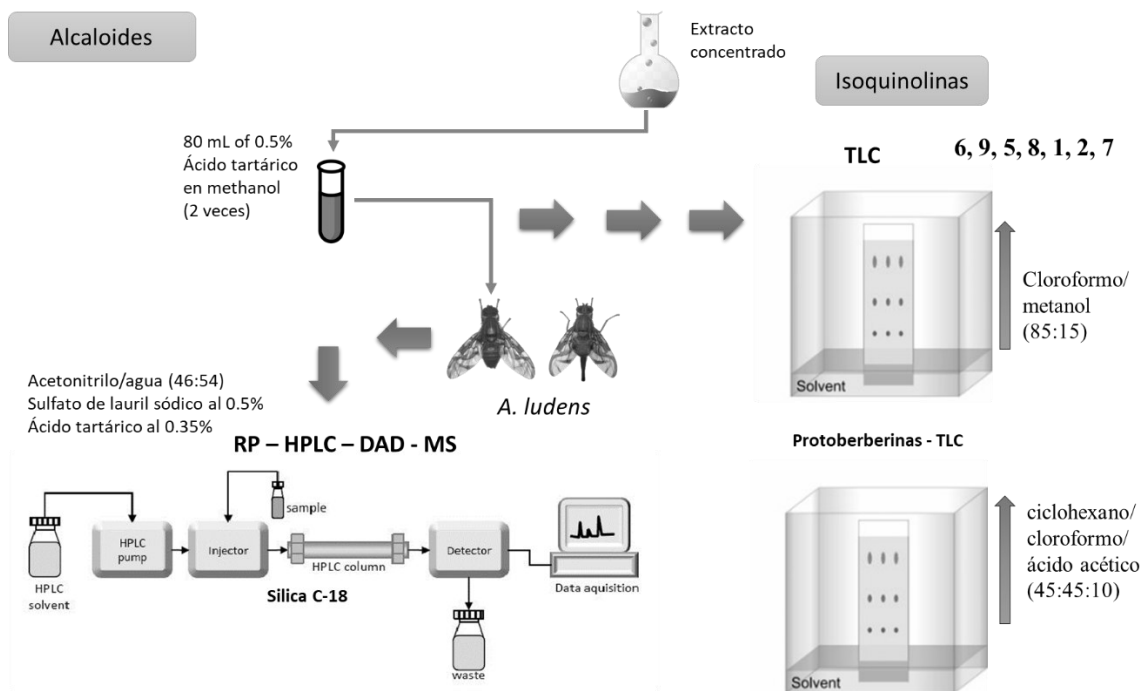 Alcaloides
Extracto
concentrado
Isoquinolinas
80 mL of 0.5%
Ácido tartárico
en methanol
(2 veces)
TLC
6, 9, 5, 8, 1, 2, 7
Cloroformo/
metanol
(85:15)
Solvent
A. ludens
Acetonitrilo/agua (46:54)
Sulfato de lauril sódico al 0.5%
Ácido tartárico al 0.35%
RP – HPLC – DAD - MS
sample
HPLC
pump
Injector
HPLC column
Detector
Data aquisition
HPLC
solvent
Silica C-18
waste
Protoberberinas - TLC
ciclohexano/
cloroformo/
ácido acético
(45:45:10)
Solvent